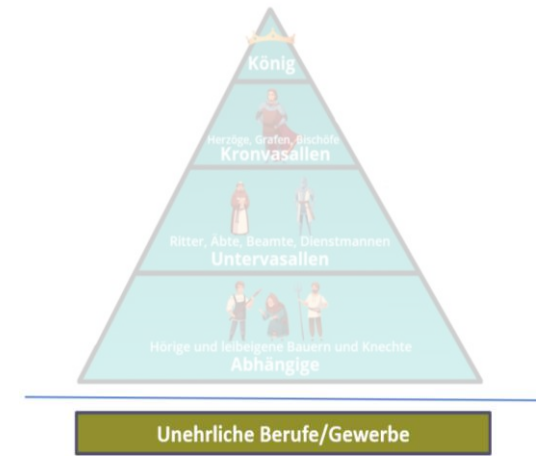 König
Herzöge, Grafen, Bischöfe
Kronvasallen
Ritter, Äbte, Beamte, Dienstmannen
Untervasallen
Hörige und leibeigene Bauern und Knechte
Abhängige
Unehrliche Berufe/Gewerbe